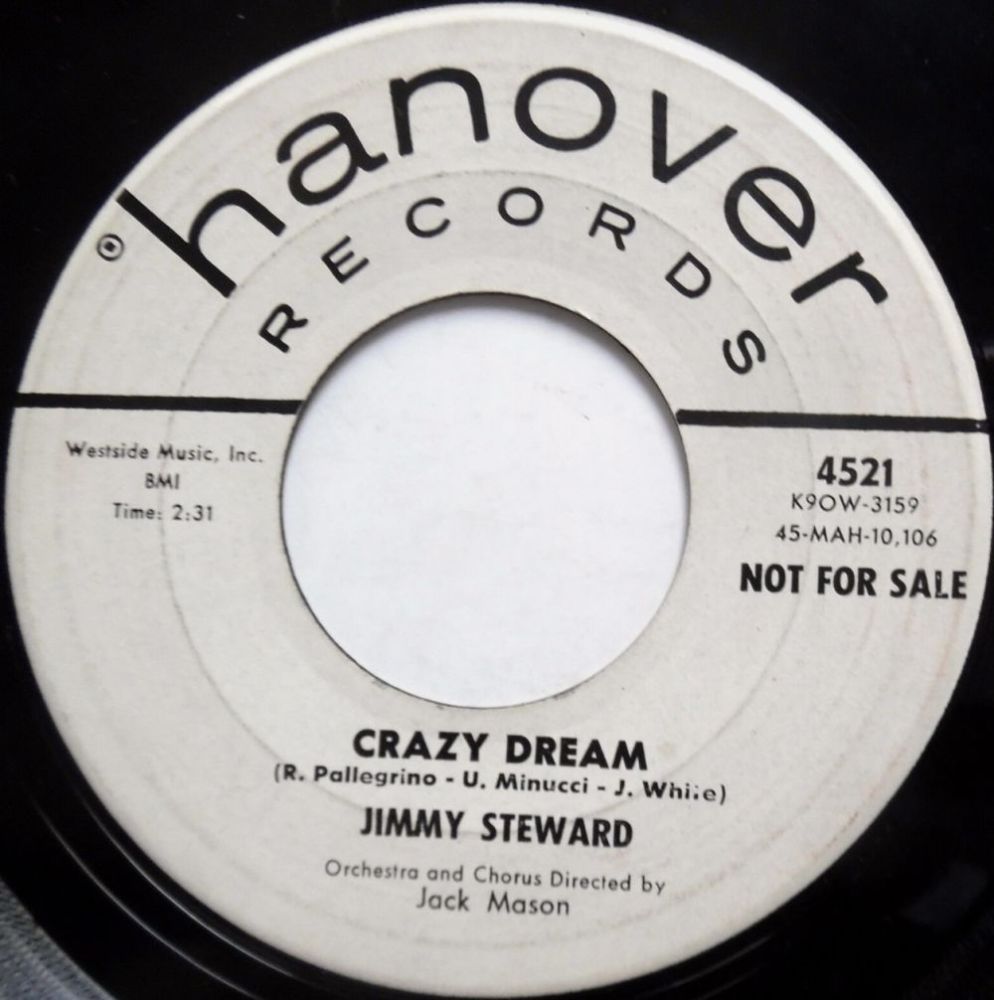 hanover
®
RECORDS
Westside Music, Inc.
BMI
Time: 2:31
4521
K9OW-3159
45-MAH-10,106
NOT FOR SALE
CRAZY DREAM
(R. Pallegrino - U. Minucci - J. White)
JIMMY STEWARD
Orchestra and Chorus Directed by
Jack Mason